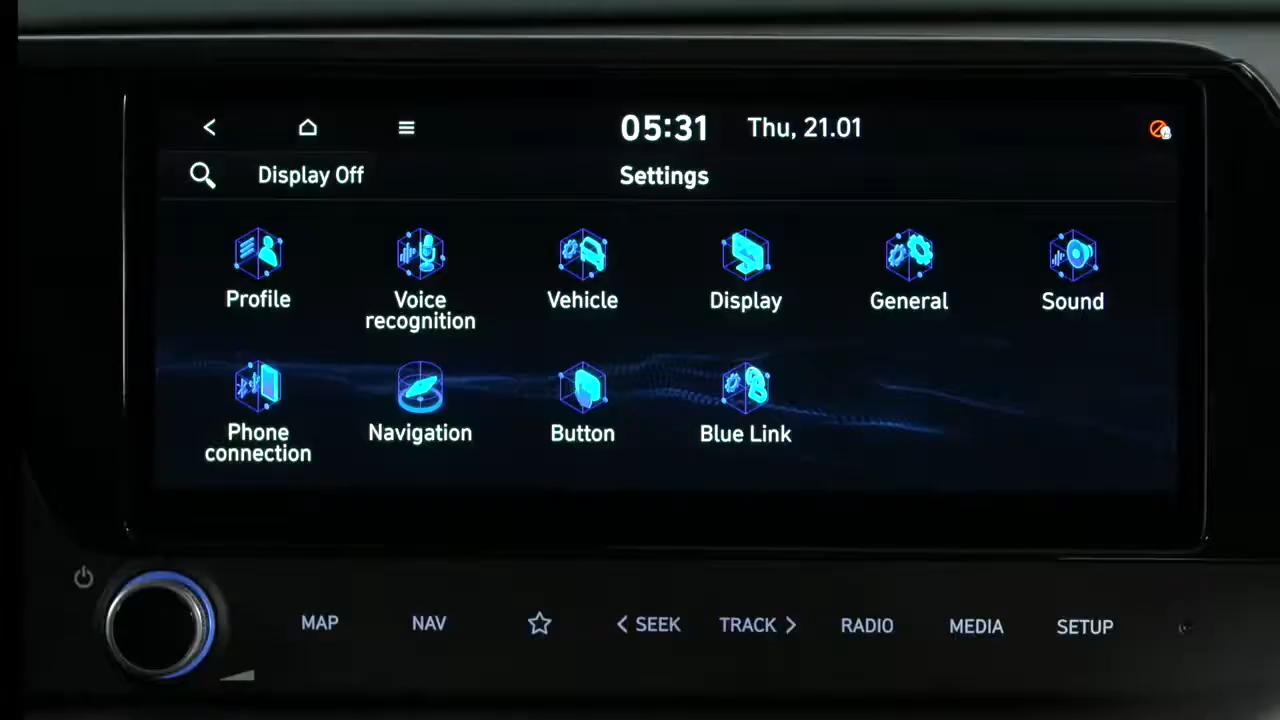 05:31 Thu, 21.01
Display Off Settings
Profile Voice recognition Vehicle Display General Sound
Phone connection Navigation Button Blue Link
MAP NAV SEEK TRACK RADIO MEDIA SETUP